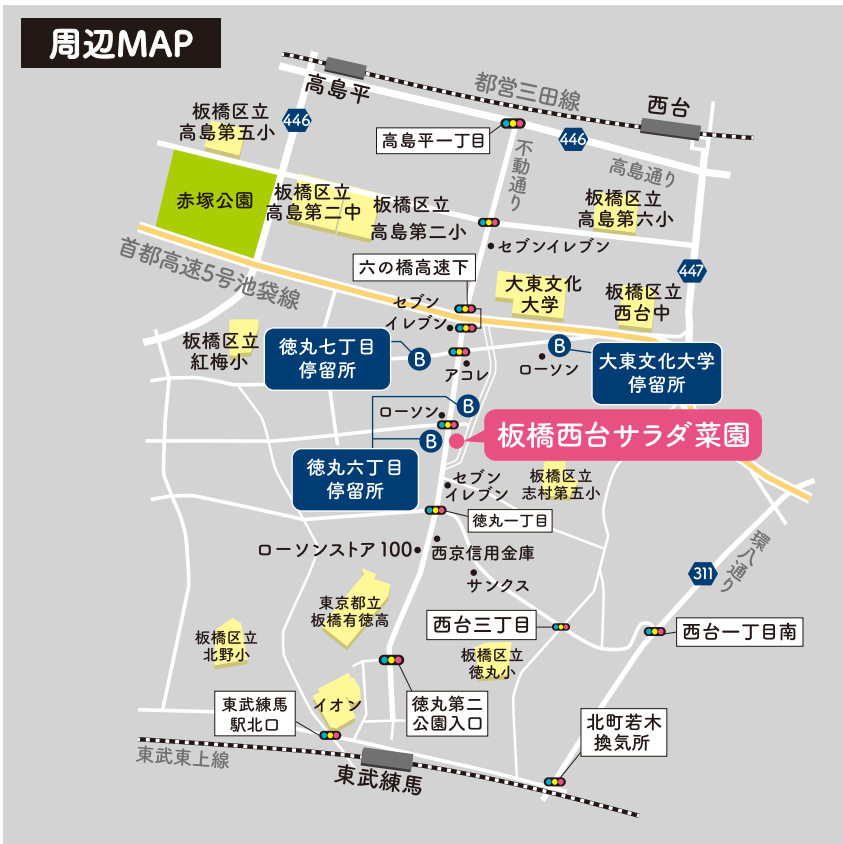 周辺MAP
高島平
都営三田線
西台
板橋区立
高島第五小
446
高島平一丁目
446
不動通り
高島通り
赤塚公園
板橋区立
高島第二中
板橋区立
高島第二小
板橋区立
高島第六小
セブンイレブン
首都高速5号池袋線
六の橋高速下
447
大東文化
大学
板橋区立
西台中
セブン
イレブン
板橋区立
紅梅小
徳丸七丁目
停留所
B
アコレ
B
ローソン
大東文化大学
停留所
ローソン
B
B
板橋西台サラダ菜園
徳丸六丁目
停留所
セブン
イレブン
板橋区立
志村第五小
徳丸一丁目
ローソンストア100
西京信用金庫
サンクス
環八通り
311
東京都立
板橋有徳高
西台三丁目
西台一丁目南
板橋区立
北野小
板橋区立
徳丸小
東武練馬
駅北口
イオン
徳丸第二
公園入口
北町若木
換気所
東武東上線
東武練馬